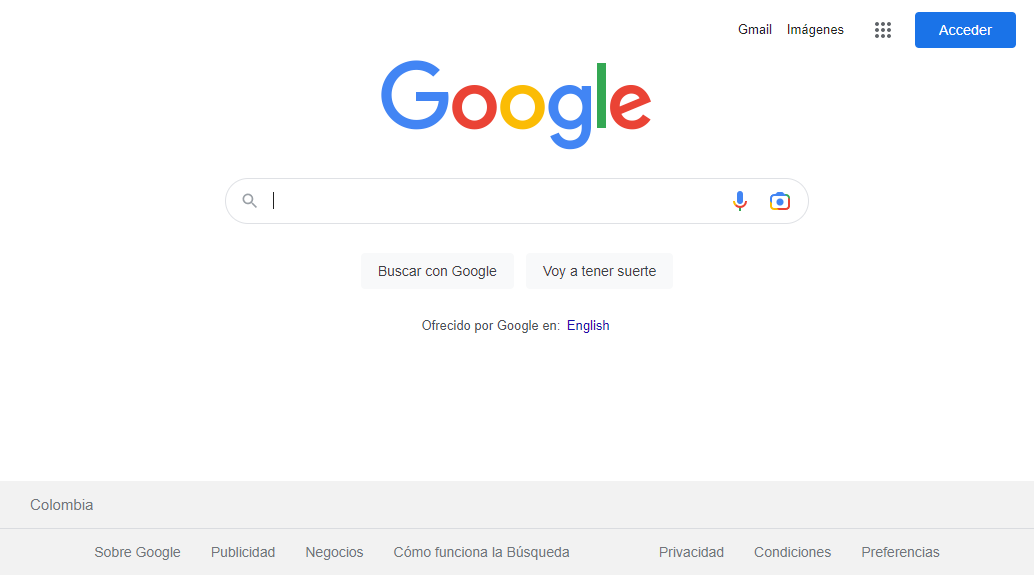 Gmail Imágenes Acceder
Google
Buscar con Google Voy a tener suerte
Ofrecido por Google en: English
Colombia
Sobre Google Publicidad Negocios Cómo funciona la Búsqueda Privacidad Condiciones Preferencias